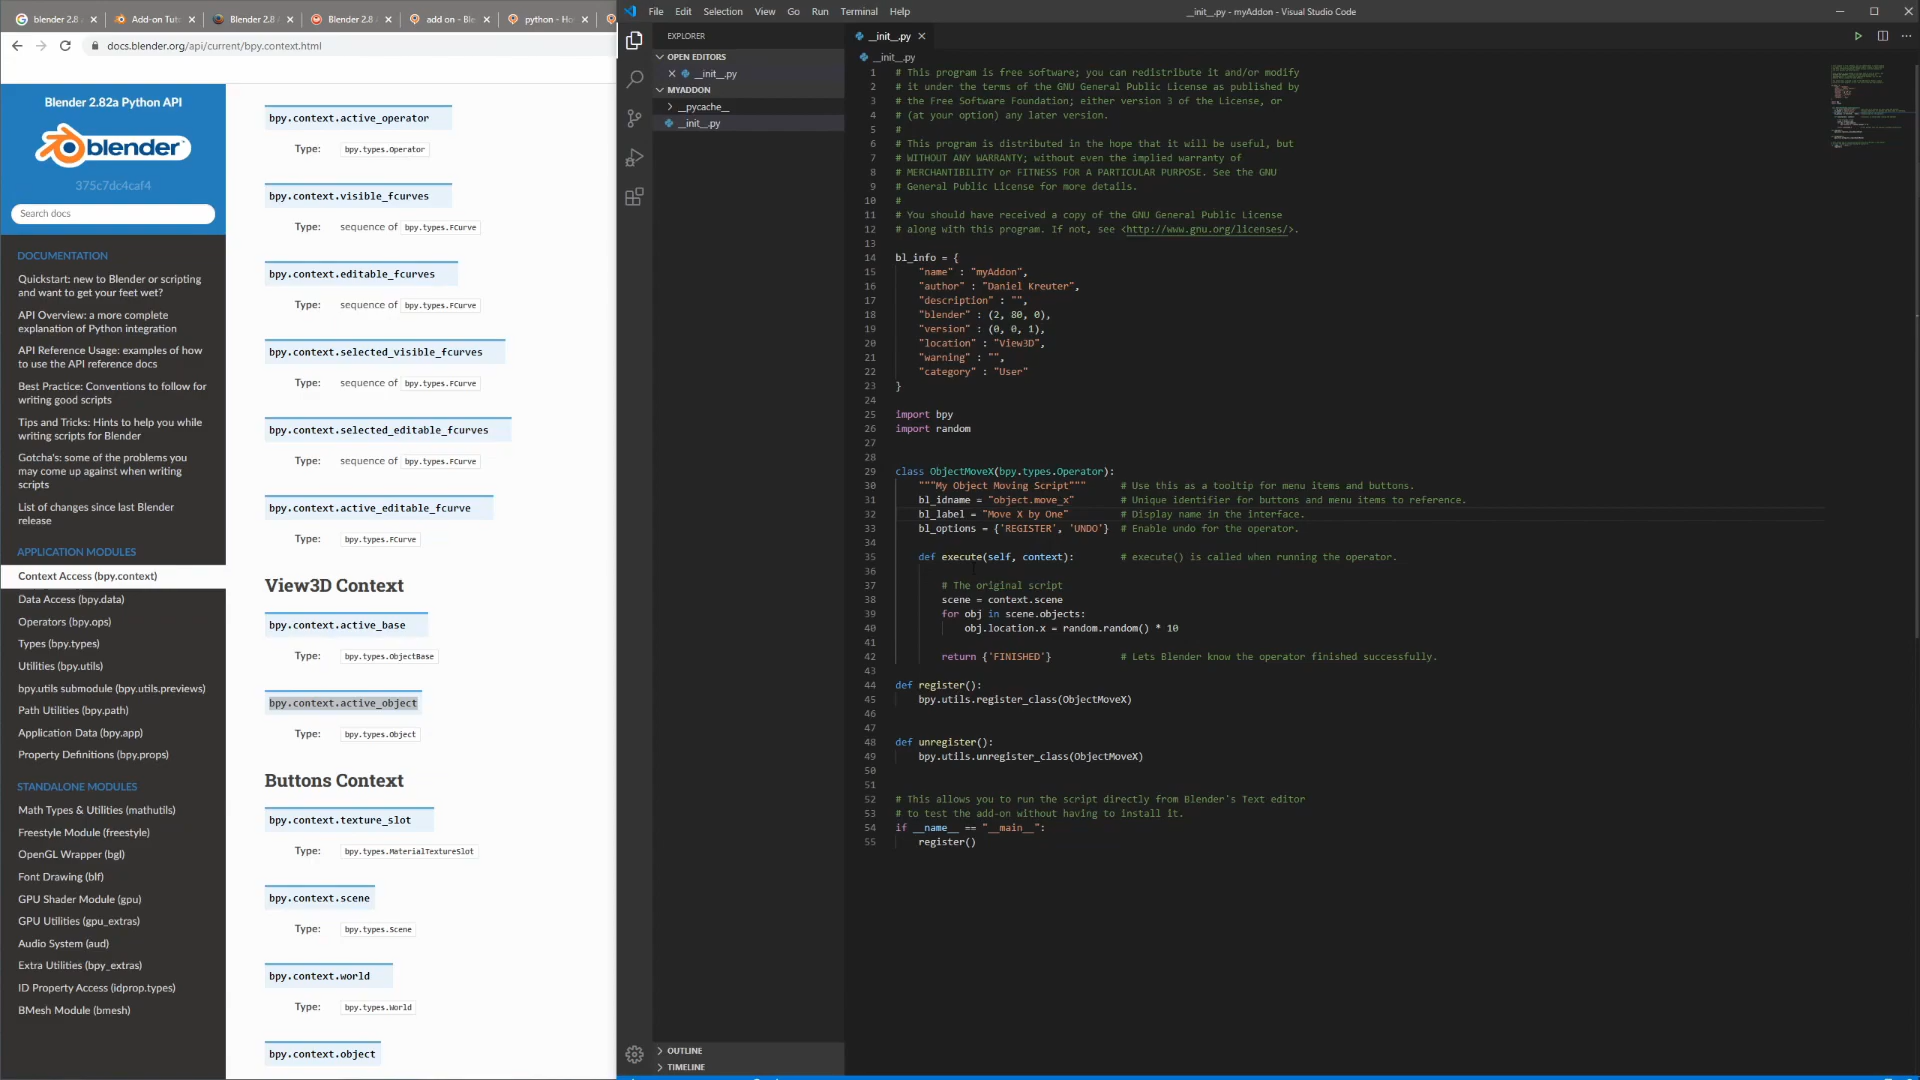 blender 2.8
Add-on Tut
Blender 2.8
Blender 2.8
add on - Ble
python - Ho
docs.blender.org/api/current/bpy.context.html
Blender 2.82a Python API
blender
375c7dc4caf4
Search docs
DOCUMENTATION
Quickstart: new to Blender or scripting
and want to get your feet wet?
API Overview: a more complete
explanation of Python integration
API Reference Usage: examples of how
to use the API reference docs
Best Practice: Conventions to follow for
writing good scripts
Tips and Tricks: Hints to help you while
writing scripts for Blender
Gotcha's: some of the problems you
may come up against when writing
scripts
List of changes since last Blender
release
APPLICATION MODULES
Context Access (bpy.context)
Data Access (bpy.data)
Operators (bpy.ops)
Types (bpy.types)
Utilities (bpy.utils)
bpy.utils submodule (bpy.utils.previews)
Path Utilities (bpy.path)
Application Data (bpy.app)
Property Definitions (bpy.props)
STANDALONE MODULES
Math Types & Utilities (mathutils)
Freestyle Module (freestyle)
OpenGL Wrapper (bgl)
Font Drawing (blf)
GPU Shader Module (gpu)
GPU Utilities (gpu_extras)
Audio System (aud)
Extra Utilities (bpy_extras)
ID Property Access (idprop.types)
BMesh Module (bmesh)
bpy.context.active_operator
Type: bpy.types.Operator
bpy.context.visible_fcurves
Type: sequence of bpy.types.FCurve
bpy.context.editable_fcurves
Type: sequence of bpy.types.FCurve
bpy.context.selected_visible_fcurves
Type: sequence of bpy.types.FCurve
bpy.context.selected_editable_fcurves
Type: sequence of bpy.types.FCurve
bpy.context.active_editable_fcurve
Type: bpy.types.FCurve
View3D Context
bpy.context.active_base
Type: bpy.types.ObjectBase
bpy.context.active_object
Type: bpy.types.Object
Buttons Context
bpy.context.texture_slot
Type: bpy.types.MaterialTextureSlot
bpy.context.scene
Type: bpy.types.Scene
bpy.context.world
Type: bpy.types.World
bpy.context.object
File Edit Selection View Go Run Terminal Help
__init__.py - myAddon - Visual Studio Code
EXPLORER
OPEN EDITORS
__init__.py
MYADDON
__pycache__
__init__.py
OUTLINE
TIMELINE
__init__.py
__init__.py
1 # This program is free software; you can redistribute it and/or modify
2 # it under the terms of the GNU General Public License as published by
3 # the Free Software Foundation; either version 3 of the License, or
4 # (at your option) any later version.
5 #
6 # This program is distributed in the hope that it will be useful, but
7 # WITHOUT ANY WARRANTY; without even the implied warranty of
8 # MERCHANTIBILITY or FITNESS FOR A PARTICULAR PURPOSE. See the GNU
9 # General Public License for more details.
10 #
11 # You should have received a copy of the GNU General Public License
12 # along with this program. If not, see <http://www.gnu.org/licenses/>.
13
14 bl_info = {
15 "name" : "myAddon",
16 "author" : "Daniel Kreuter",
17 "description" : "",
18 "blender" : (2, 80, 0),
19 "version" : (0, 0, 1),
20 "location" : "View3D",
21 "warning" : "",
22 "category" : "User"
23 }
24
25 import bpy
26 import random
27
28
29 class ObjectMoveX(bpy.types.Operator):
30 """My Object Moving Script""" # Use this as a tooltip for menu items and buttons.
31 bl_idname = "object.move_x" # Unique identifier for buttons and menu items to reference.
32 bl_label = "Move X by One" # Display name in the interface.
33 bl_options = {'REGISTER', 'UNDO'} # Enable undo for the operator.
34
35 def execute(self, context): # execute() is called when running the operator.
36
37 # The original script
38 scene = context.scene
39 for obj in scene.objects:
40 obj.location.x = random.random() * 10
41
42 return {'FINISHED'} # Lets Blender know the operator finished successfully.
43
44 def register():
45 bpy.utils.register_class(ObjectMoveX)
46
47
48 def unregister():
49 bpy.utils.unregister_class(ObjectMoveX)
50
51
52 # This allows you to run the script directly from Blender's Text editor
53 # to test the add-on without having to install it.
54 if __name__ == "__main__":
55 register()